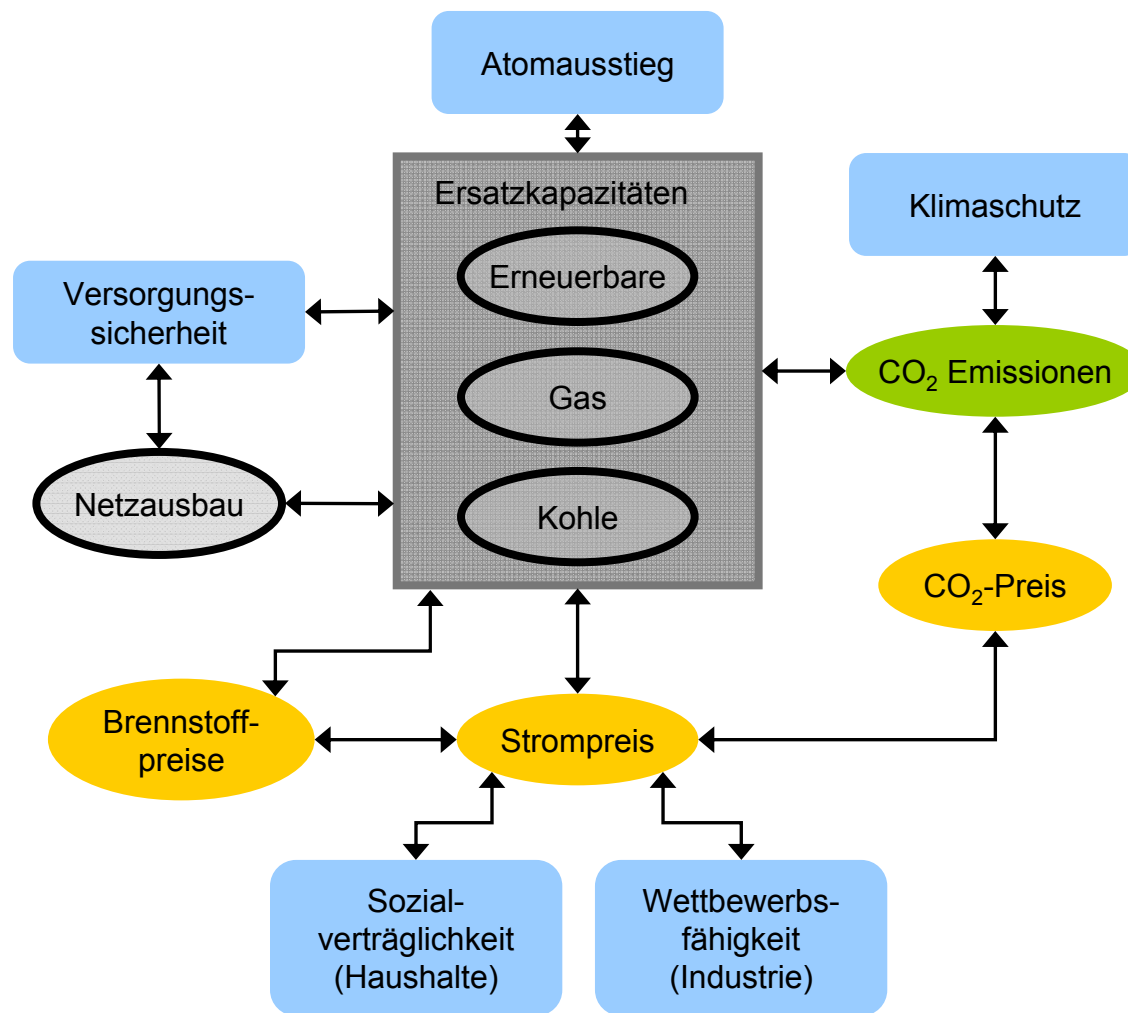 Atomausstieg
Ersatzkapazitäten
Klimaschutz
Erneuerbare
Versorgungs-
sicherheit
CO₂ Emissionen
Gas
Netzausbau
Kohle
CO₂-Preis
Brennstoff-
preise
Strompreis
Sozial-
verträglichkeit
(Haushalte)
Wettbewerbs-
fähigkeit
(Industrie)